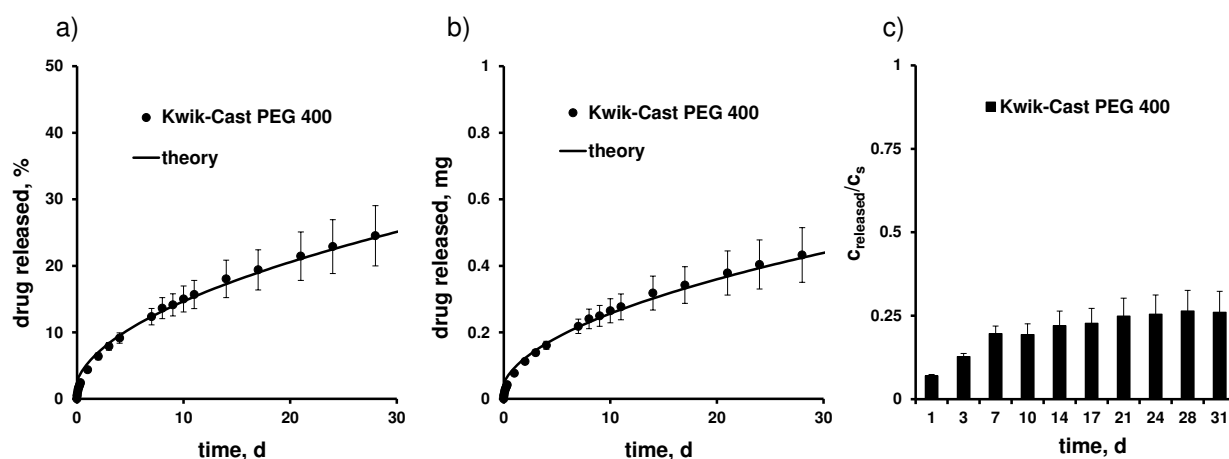 a)
drug released, %
50
40
30
20
10
0
Kwik-Cast PEG 400
theory
0 10 20 30
time, d
b)
drug released, mg
1
0.8
0.6
0.4
0.2
0
Kwik-Cast PEG 400
theory
0 10 20 30
time, d
c)
c_released/c_s
1
0.75
0.5
0.25
0
Kwik-Cast PEG 400
1 3 7 10 14 17 21 24 28 31
time, d